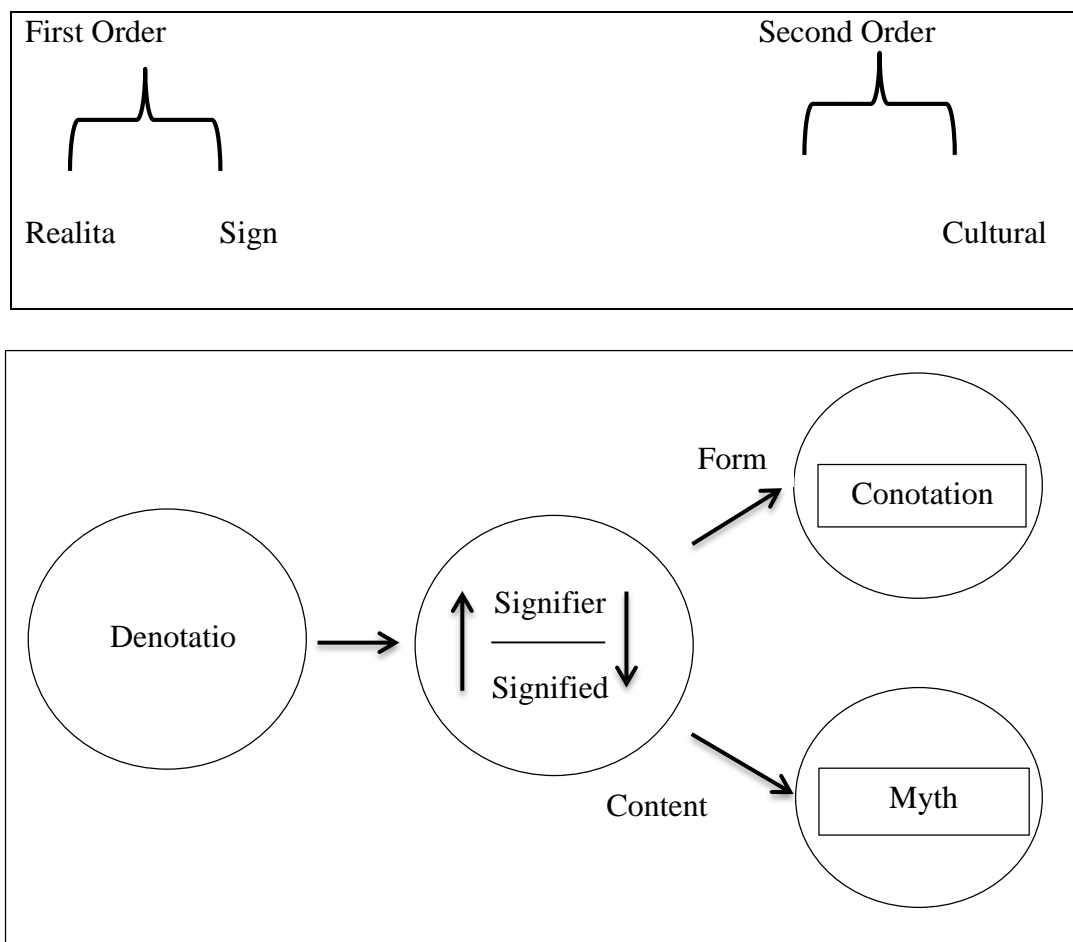 First Order Second Order
Realita Sign Cultural
Form
Conotation
Signifier
Denotatio
Signified
Myth
Content